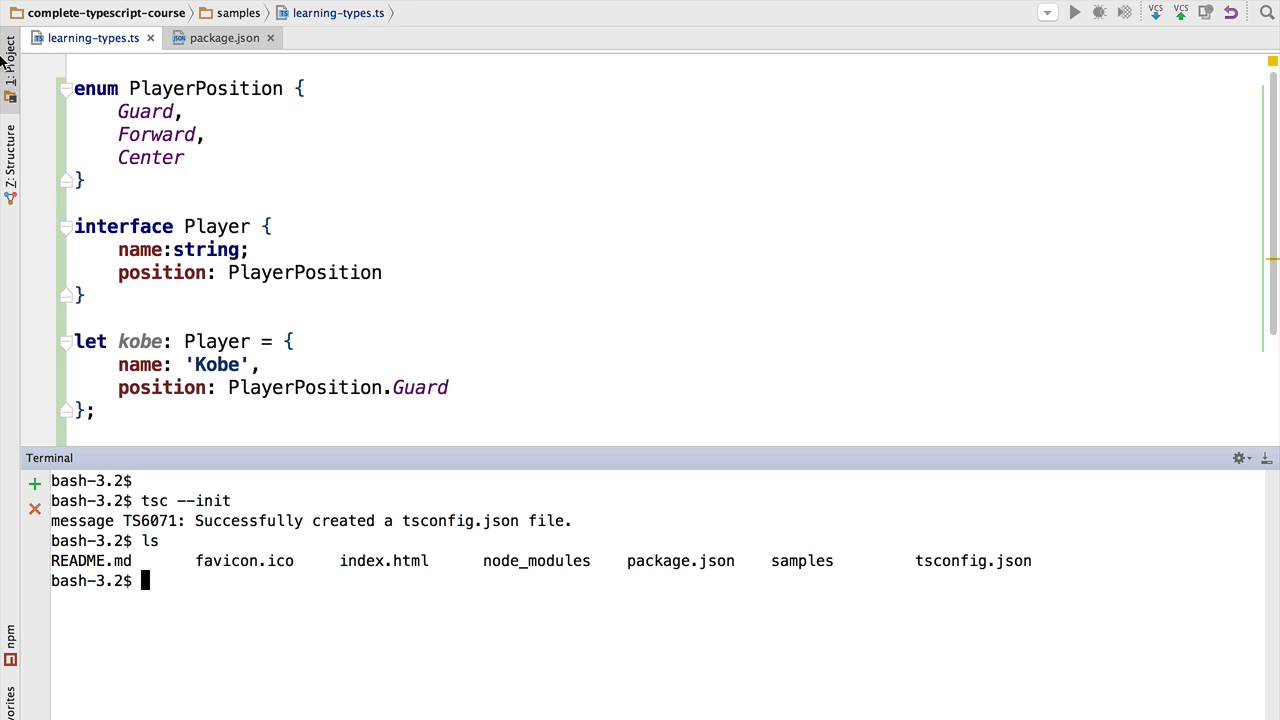 complete-typescript-course samples learning-types.ts
VCS VCS
learning-types.ts package.json
1: Project
Z: Structure
npm
enum PlayerPosition {
Guard,
Forward,
Center
}
interface Player {
name:string;
position: PlayerPosition
}
let kobe: Player = {
name: 'Kobe',
position: PlayerPosition.Guard
};
Terminal
bash-3.2$
bash-3.2$ tsc --init
message TS6071: Successfully created a tsconfig.json file.
bash-3.2$ ls
README.md favicon.ico index.html node_modules package.json samples tsconfig.json
bash-3.2$